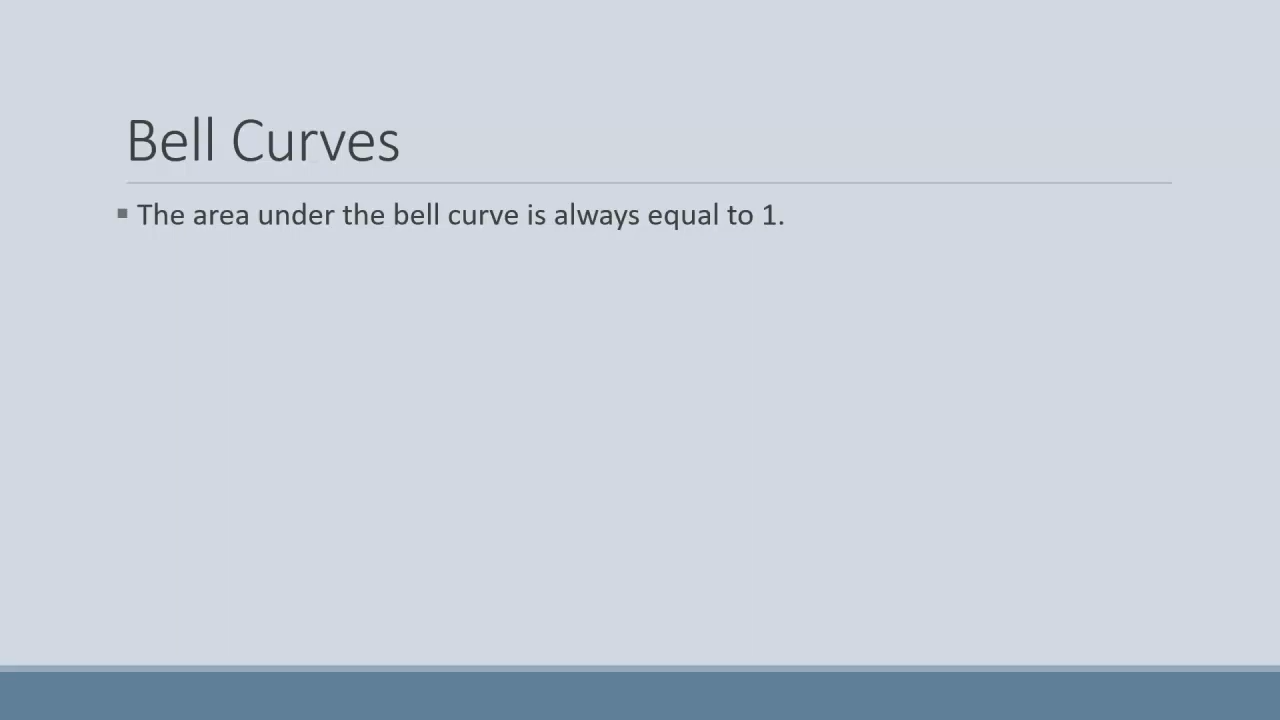 Bell Curves
▪ The area under the bell curve is always equal to 1.